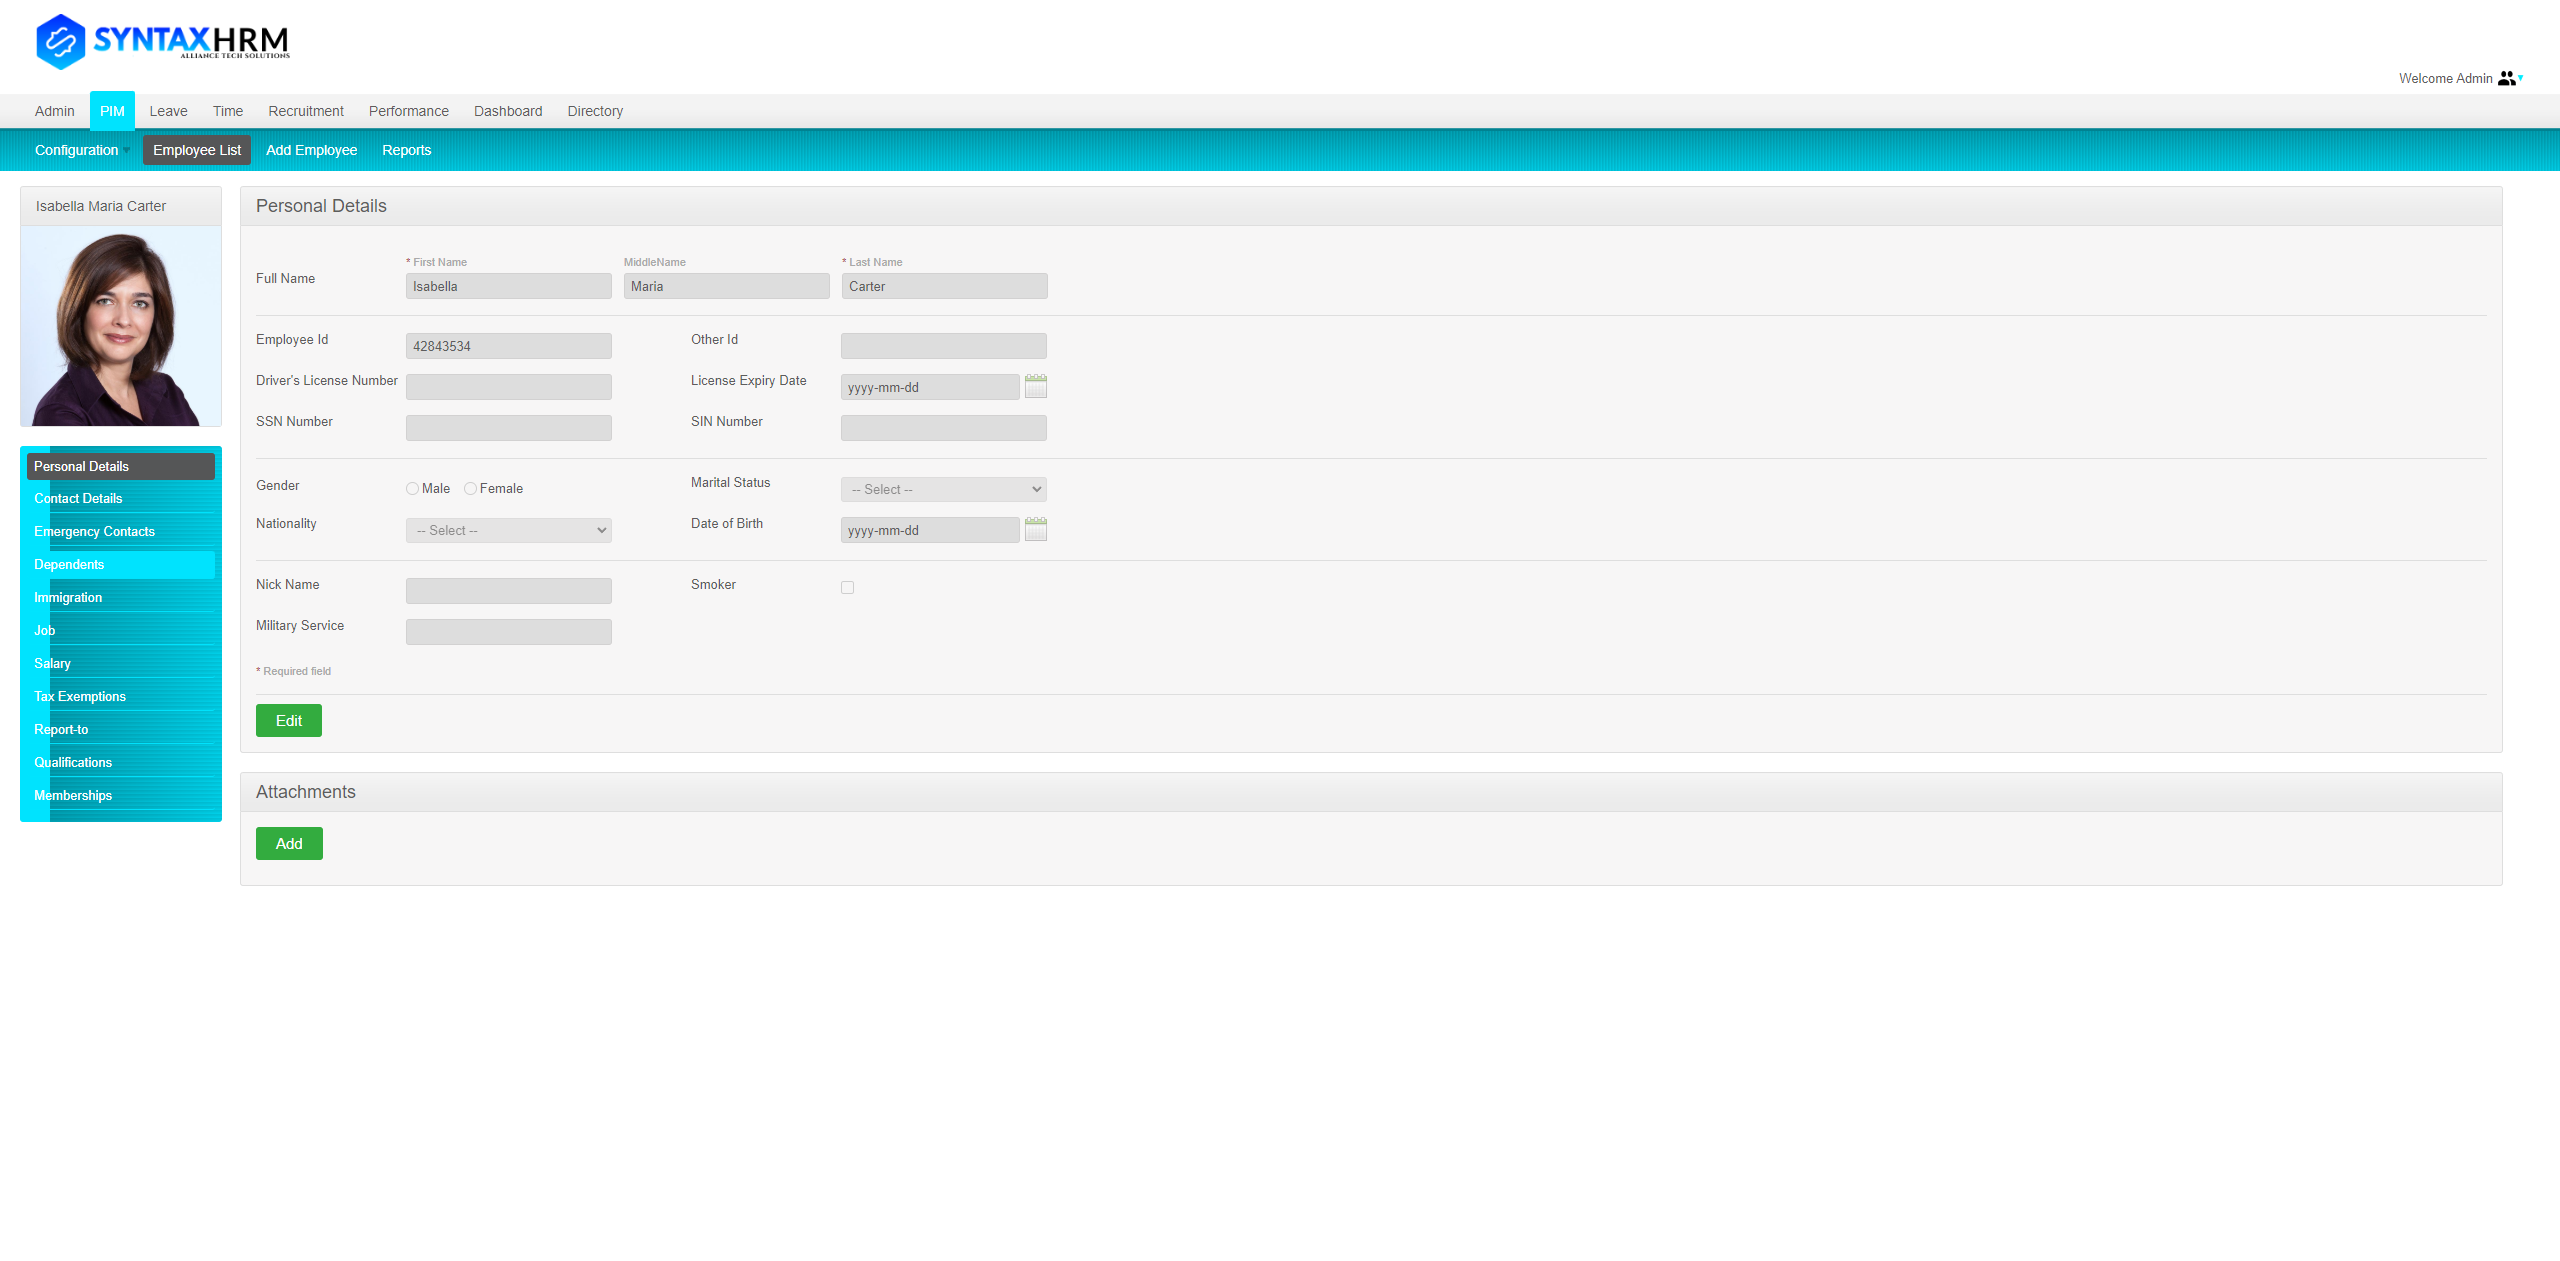 SYNTAXHRM
ALLIANCE TECH SOLUTIONS
Welcome Admin
Admin PIM Leave Time Recruitment Performance Dashboard Directory
Configuration Employee List Add Employee Reports
Isabella Maria Carter
Personal Details
Contact Details
Emergency Contacts
Dependents
Immigration
Job
Salary
Tax Exemptions
Report-to
Qualifications
Memberships
Personal Details
* First Name MiddleName * Last Name
Full Name Isabella Maria Carter
Employee Id 42843534 Other Id
Driver's License Number License Expiry Date yyyy-mm-dd
SSN Number SIN Number
Gender Male Female Marital Status -- Select --
Nationality -- Select -- Date of Birth yyyy-mm-dd
Nick Name Smoker
Military Service
* Required field
Edit
Attachments
Add